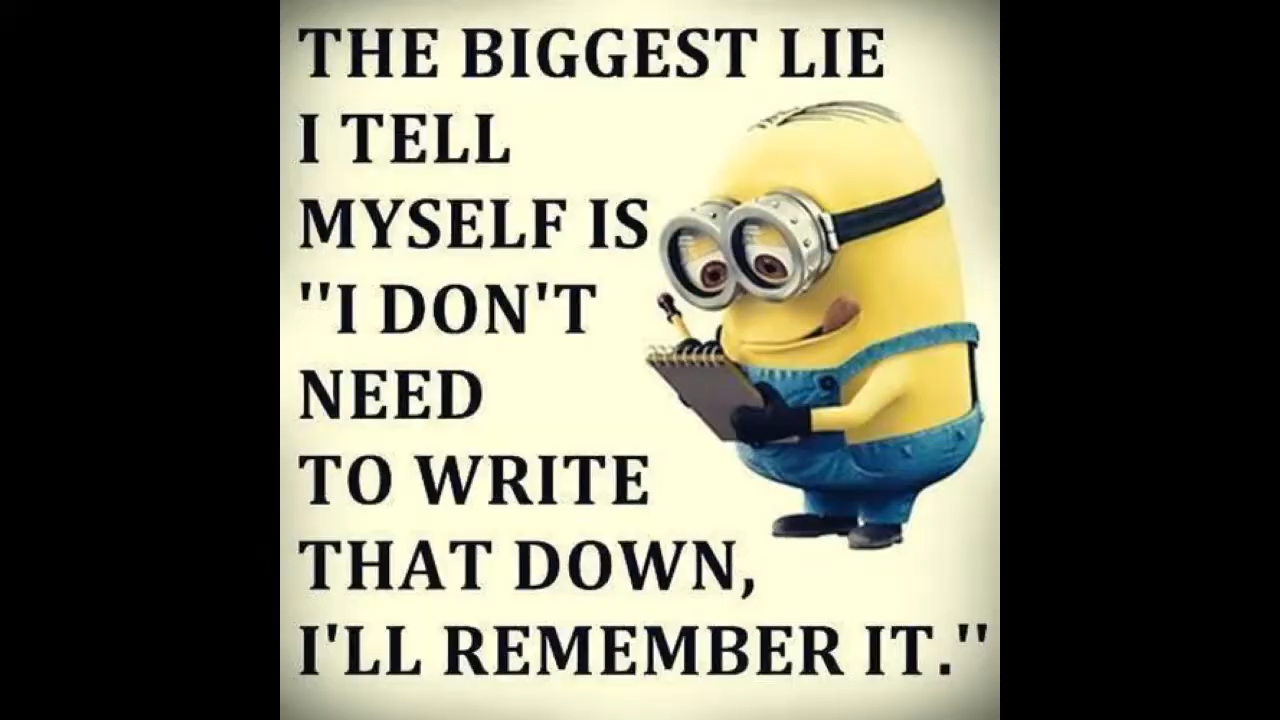 THE BIGGEST LIE
I TELL
MYSELF IS
"I DON'T
NEED
TO WRITE
THAT DOWN,
I'LL REMEMBER IT."